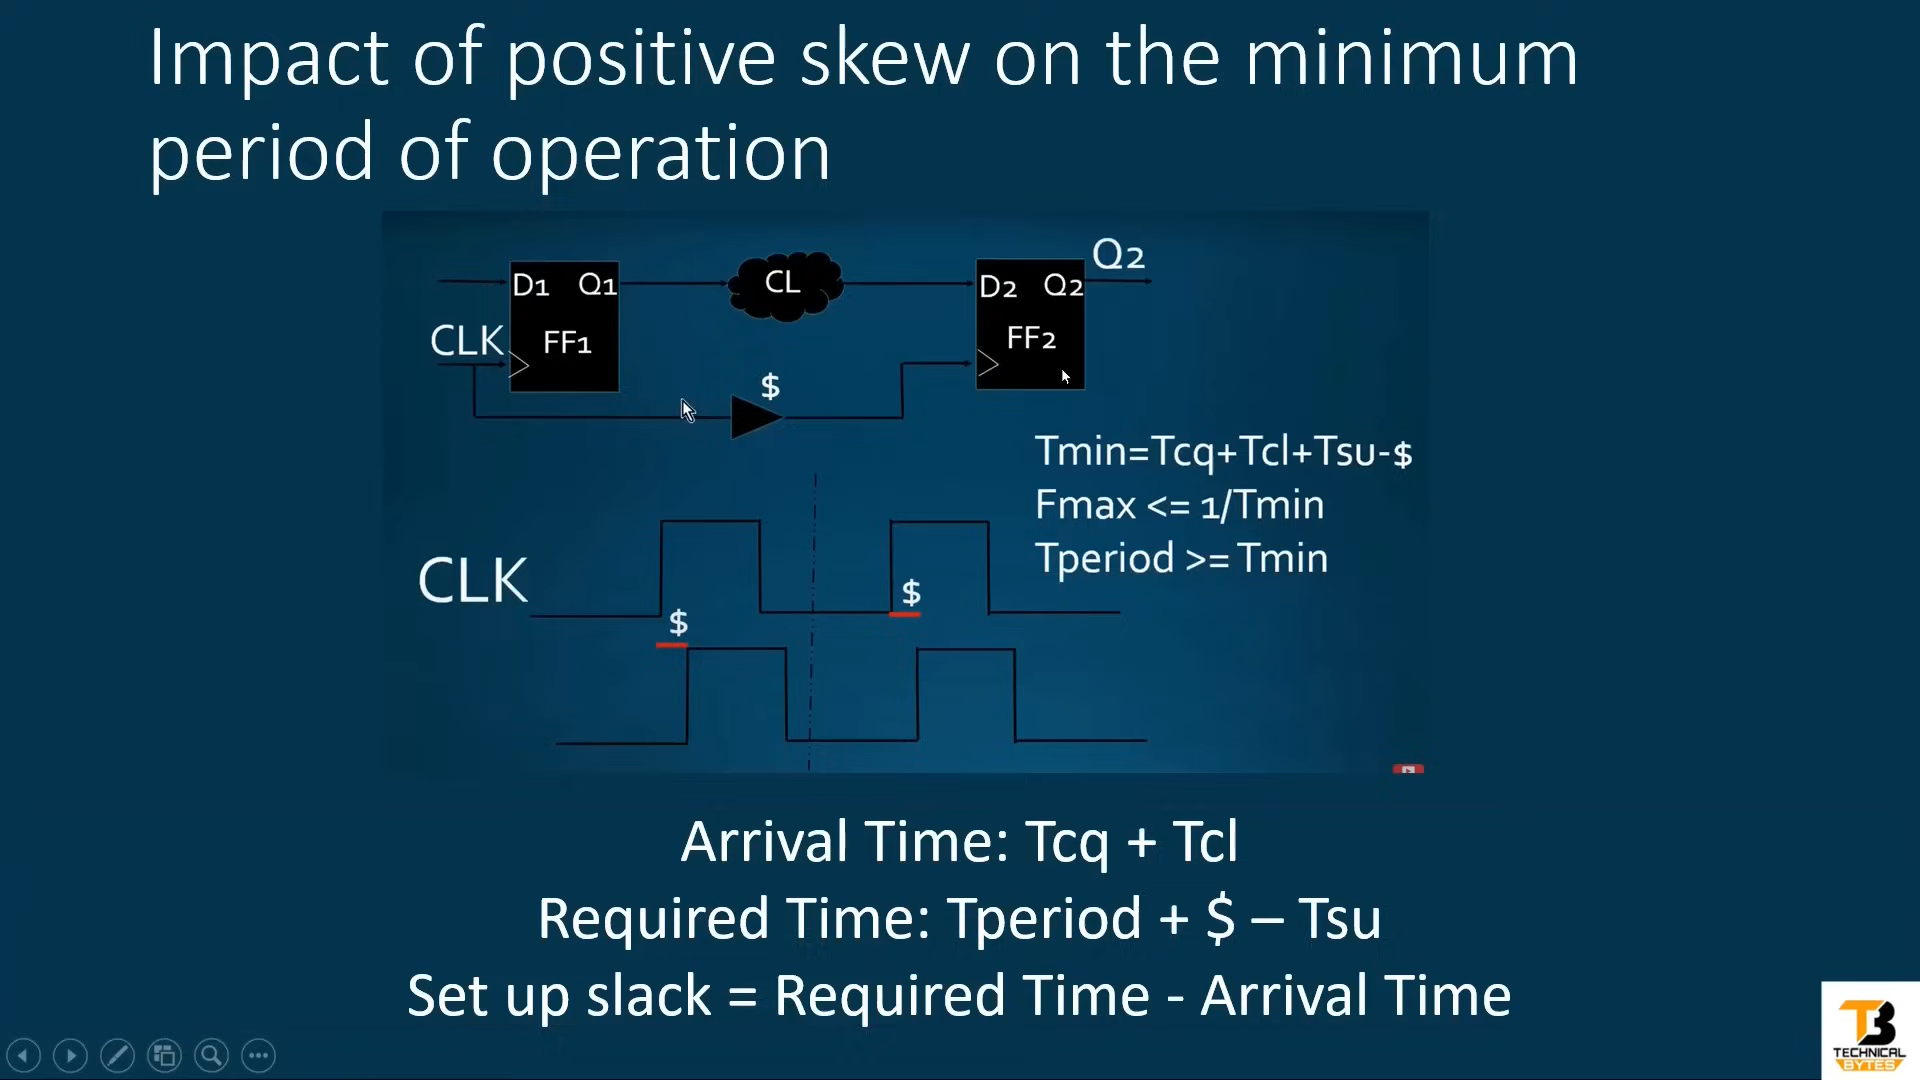 Impact of positive skew on the minimum
period of operation
Q2
D1 Q1
CL
D2 Q2
CLK
FF1
FF2
$
Tmin=Tcq+Tcl+Tsu-$
Fmax <= 1/Tmin
Tperiod >= Tmin
CLK
$
$
Arrival Time: Tcq + Tcl
Required Time: Tperiod + $ – Tsu
Set up slack = Required Time - Arrival Time
TB
TECHNICAL
BYTES